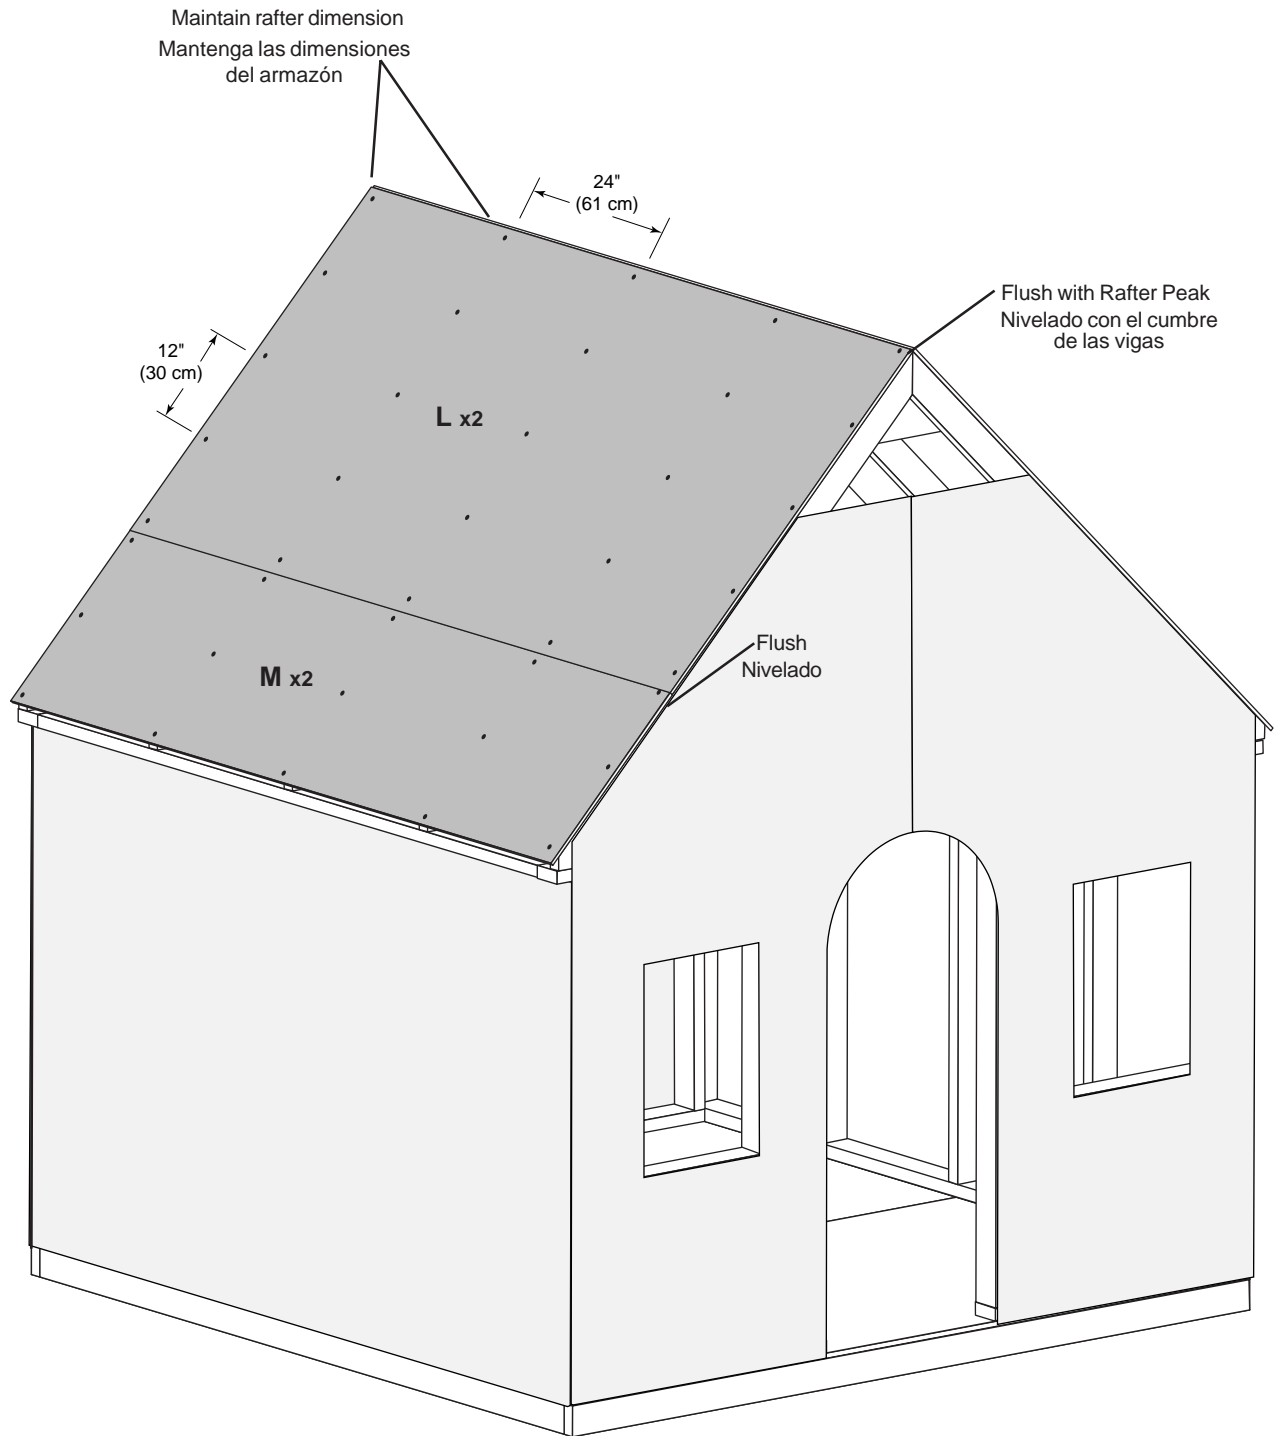 Maintain rafter dimension
Mantenga las dimensiones
del armazón
24"
(61 cm)
Flush with Rafter Peak
Nivelado con el cumbre
de las vigas
12"
(30 cm)
L x2
Flush
Nivelado
M x2